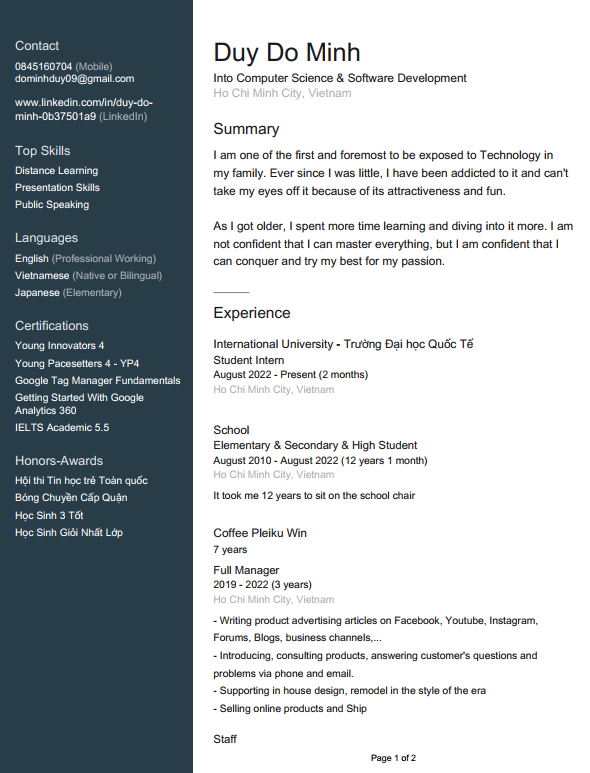 Contact
0845160704 (Mobile)
dominhduy09@gmail.com
www.linkedin.com/in/duy-do-
minh-0b37501a9 (LinkedIn)
Top Skills
Distance Learning
Presentation Skills
Public Speaking
Languages
English (Professional Working)
Vietnamese (Native or Bilingual)
Japanese (Elementary)
Certifications
Young Innovators 4
Young Pacesetters 4 - YP4
Google Tag Manager Fundamentals
Getting Started With Google
Analytics 360
IELTS Academic 5.5
Honors-Awards
Hội thi Tin học trẻ Toàn quốc
Bóng Chuyền Cấp Quận
Học Sinh 3 Tốt
Học Sinh Giỏi Nhất Lớp
Duy Do Minh
Into Computer Science & Software Development
Ho Chi Minh City, Vietnam
Summary
I am one of the first and foremost to be exposed to Technology in
my family. Ever since I was little, I have been addicted to it and can't
take my eyes off it because of its attractiveness and fun.
As I got older, I spent more time learning and diving into it more. I am
not confident that I can master everything, but I am confident that I
can conquer and try my best for my passion.
Experience
International University - Trường Đại học Quốc Tế
Student Intern
August 2022 - Present (2 months)
Ho Chi Minh City, Vietnam
School
Elementary & Secondary & High Student
August 2010 - August 2022 (12 years 1 month)
Ho Chi Minh City, Vietnam
It took me 12 years to sit on the school chair
Coffee Pleiku Win
7 years
Full Manager
2019 - 2022 (3 years)
Ho Chi Minh City, Vietnam
- Writing product advertising articles on Facebook, Youtube, Instagram,
Forums, Blogs, business channels,...
- Introducing, consulting products, answering customer's questions and
problems via phone and email.
- Supporting in house design, remodel in the style of the era
- Selling online products and Ship
Staff
Page 1 of 2